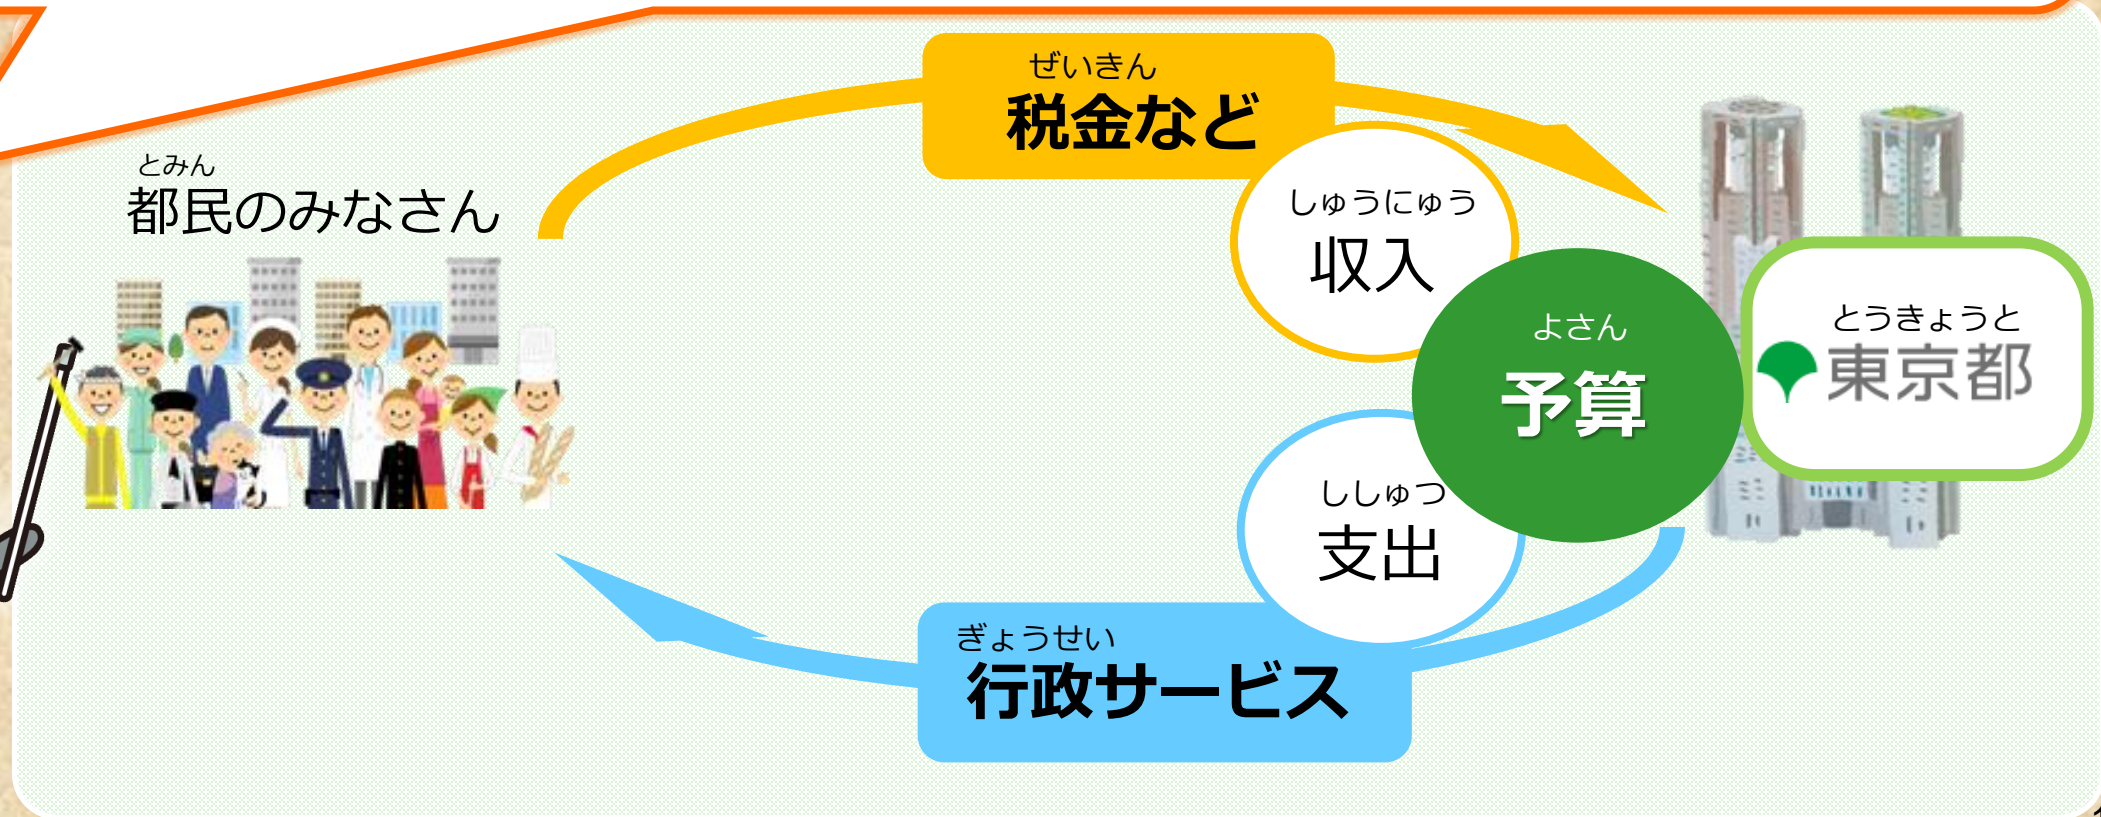 ぜいきん
税金など
とみん
都民のみなさん
しゅうにゅう
収入
よさん
予算
とうきょうと
東京都
ししゅつ
支出
ぎょうせい
行政サービス